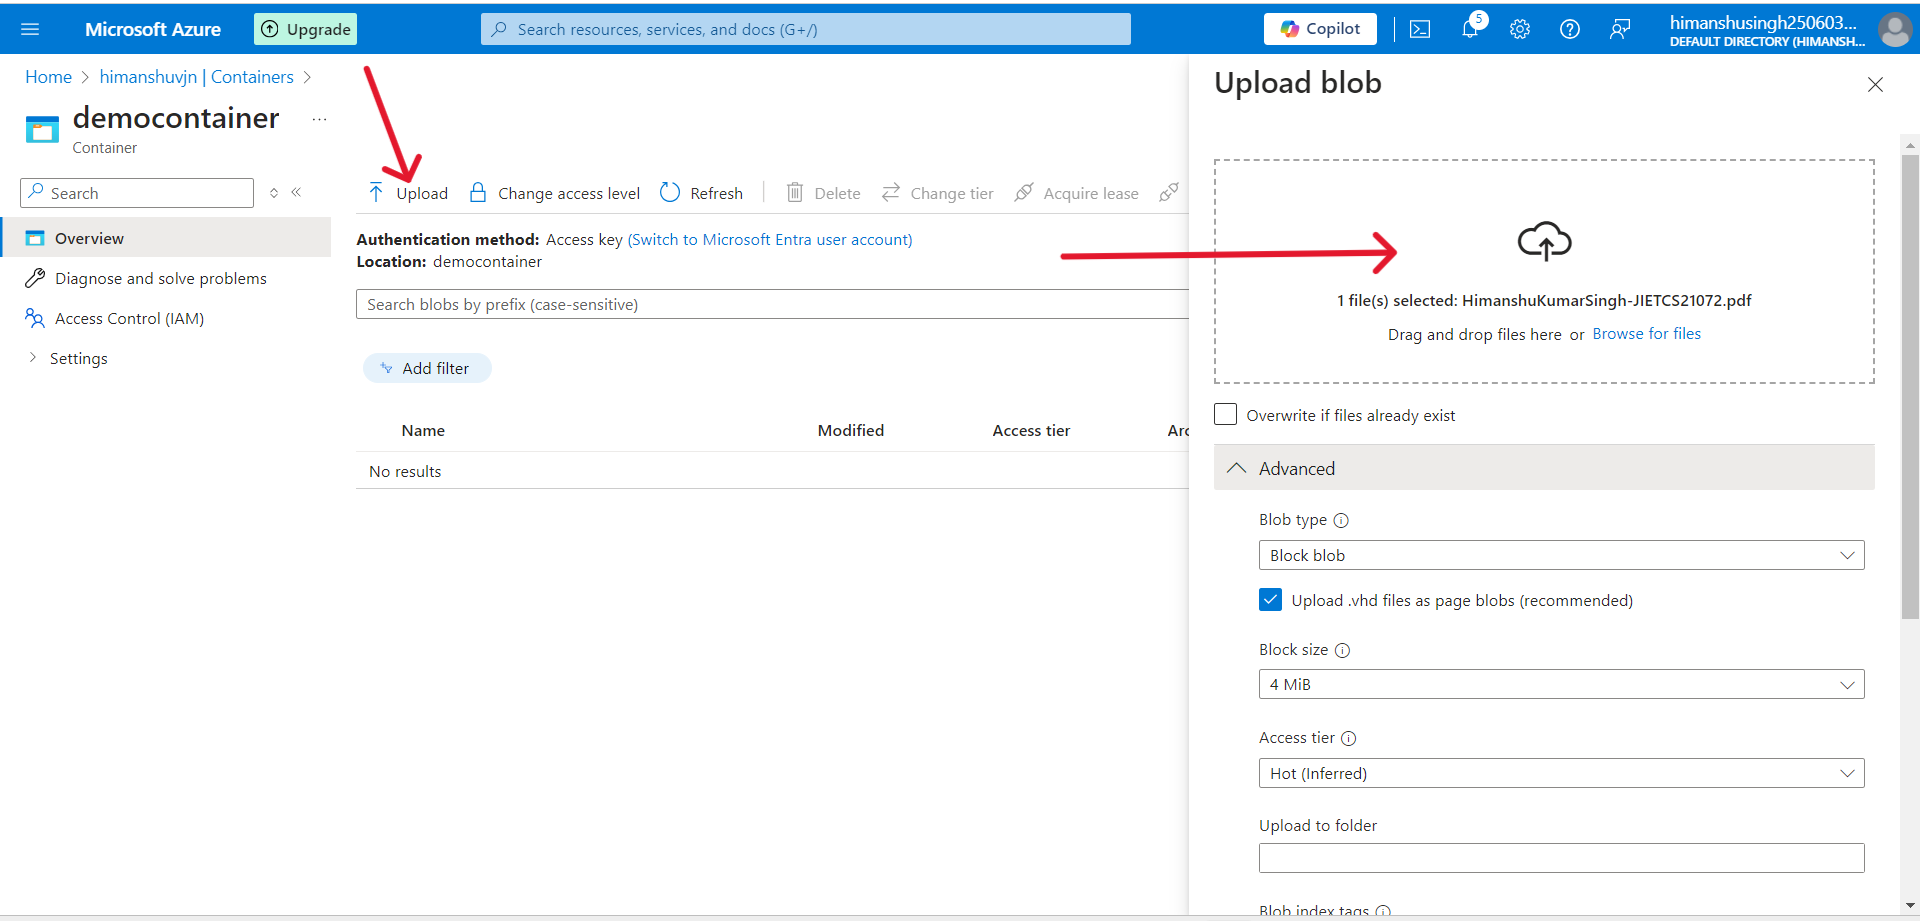 Microsoft Azure
Upgrade
Search resources, services, and docs (G+/)
Copilot
5
himanshusingh250603...
DEFAULT DIRECTORY (HIMANSH...
Home > himanshuvjn | Containers >
democontainer ...
Container
Search
Overview
Diagnose and solve problems
Access Control (IAM)
Settings
Upload
Change access level
Refresh
Delete
Change tier
Acquire lease
Authentication method: Access key (Switch to Microsoft Entra user account)
Location: democontainer
Search blobs by prefix (case-sensitive)
Add filter
Name Modified Access tier Arc
No results
Upload blob
1 file(s) selected: HimanshuKumarSingh-JIETCS21072.pdf
Drag and drop files here or Browse for files
Overwrite if files already exist
Advanced
Blob type
Block blob
Upload .vhd files as page blobs (recommended)
Block size
4 MiB
Access tier
Hot (Inferred)
Upload to folder
Blob index tags